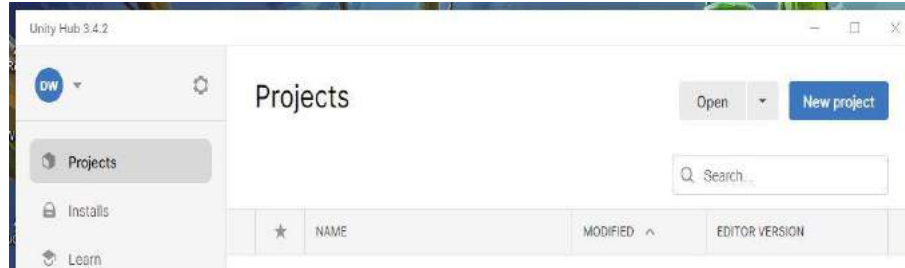 Unity Hub 3.4.2
DW
Projects
Open
New project
Projects
Search...
Installs
NAME
MODIFIED
EDITOR VERSION
Learn